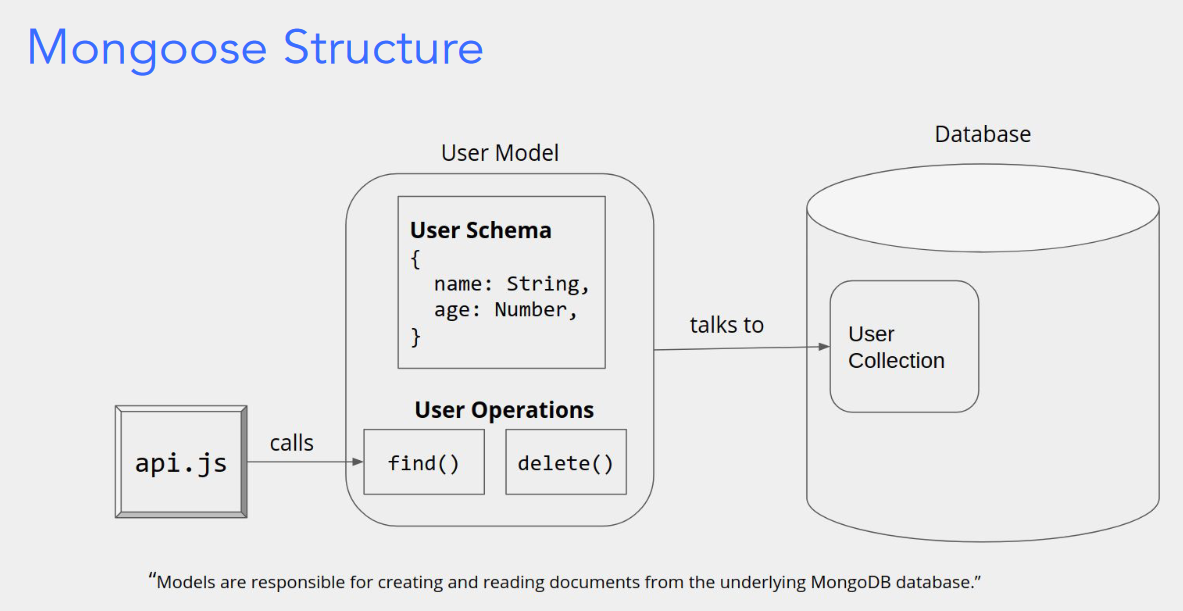 Mongoose Structure
Database
User Model
User Schema
{
name: String,
age: Number,
}
talks to
User
Collection
User Operations
calls
api.js
find()
delete()
“Models are responsible for creating and reading documents from the underlying MongoDB database.”